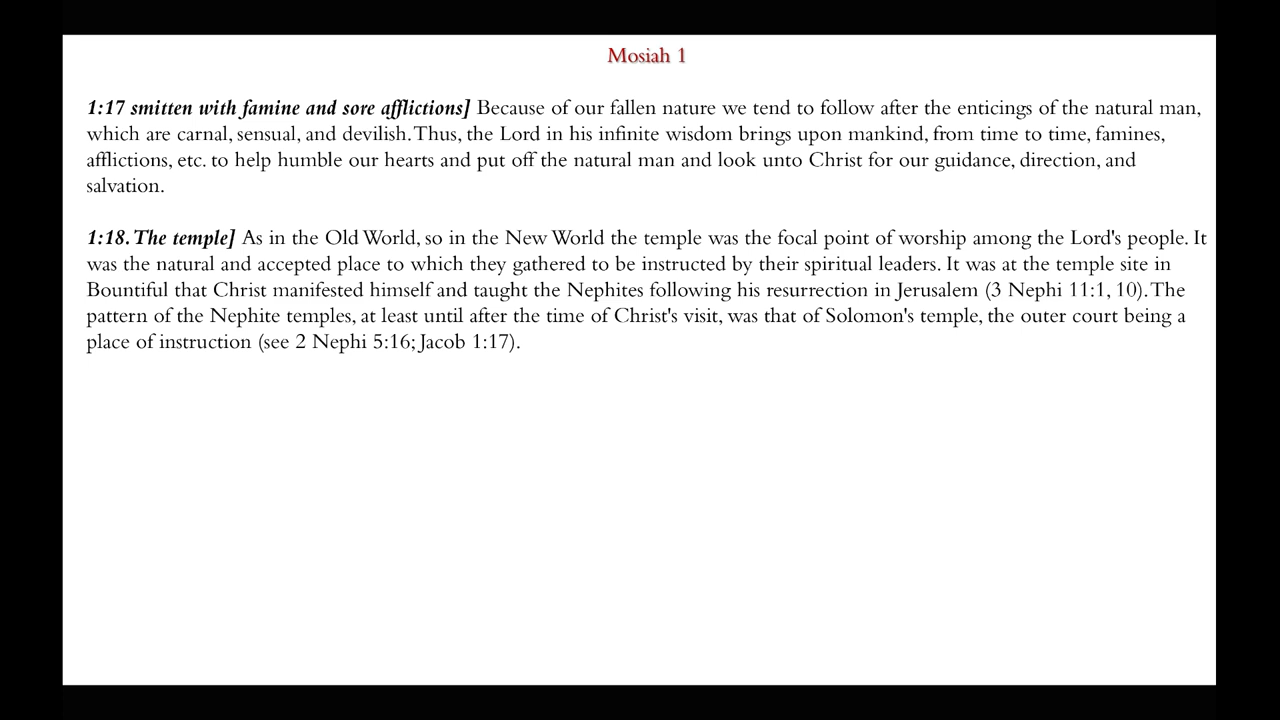 Mosiah 1
1:17 smitten with famine and sore afflictions] Because of our fallen nature we tend to follow after the enticings of the natural man,
which are carnal, sensual, and devilish. Thus, the Lord in his infinite wisdom brings upon mankind, from time to time, famines,
afflictions, etc. to help humble our hearts and put off the natural man and look unto Christ for our guidance, direction, and
salvation.
1:18. The temple] As in the Old World, so in the New World the temple was the focal point of worship among the Lord's people. It
was the natural and accepted place to which they gathered to be instructed by their spiritual leaders. It was at the temple site in
Bountiful that Christ manifested himself and taught the Nephites following his resurrection in Jerusalem (3 Nephi 11:1, 10). The
pattern of the Nephite temples, at least until after the time of Christ's visit, was that of Solomon's temple, the outer court being a
place of instruction (see 2 Nephi 5:16; Jacob 1:17).